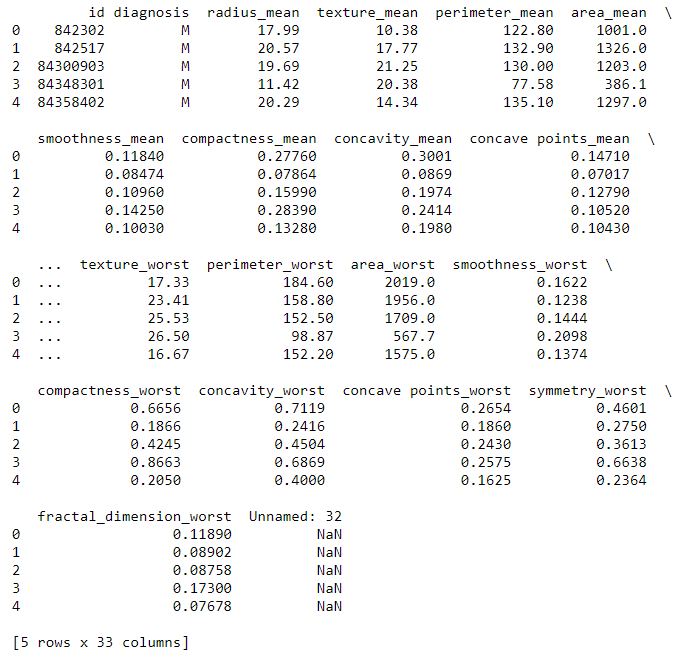 id diagnosis  radius_mean  texture_mean  perimeter_mean  area_mean  \
0    842302         M        17.99         10.38          122.80     1001.0
1    842517         M        20.57         17.77          132.90     1326.0
2  84300903         M        19.69         21.25          130.00     1203.0
3  84348301         M        11.42         20.38           77.58      386.1
4  84358402         M        20.29         14.34          135.10     1297.0
   smoothness_mean  compactness_mean  concavity_mean  concave points_mean  \
0          0.11840           0.27760          0.3001              0.14710
1          0.08474           0.07864          0.0869              0.07017
2          0.10960           0.15990          0.1974              0.12790
3          0.14250           0.28390          0.2414              0.10520
4          0.10030           0.13280          0.1980              0.10430
   ...  texture_worst  perimeter_worst  area_worst  smoothness_worst  \
0  ...          17.33           184.60      2019.0            0.1622
1  ...          23.41           158.80      1956.0            0.1238
2  ...          25.53           152.50      1709.0            0.1444
3  ...          26.50            98.87       567.7            0.2098
4  ...          16.67           152.20      1575.0            0.1374
   compactness_worst  concavity_worst  concave points_worst  symmetry_worst  \
0             0.6656           0.7119                0.2654          0.4601
1             0.1866           0.2416                0.1860          0.2750
2             0.4245           0.4504                0.2430          0.3613
3             0.8663           0.6869                0.2575          0.6638
4             0.2050           0.4000                0.1625          0.2364
   fractal_dimension_worst  Unnamed: 32
0                  0.11890          NaN
1                  0.08902          NaN
2                  0.08758          NaN
3                  0.17300          NaN
4                  0.07678          NaN
[5 rows x 33 columns]